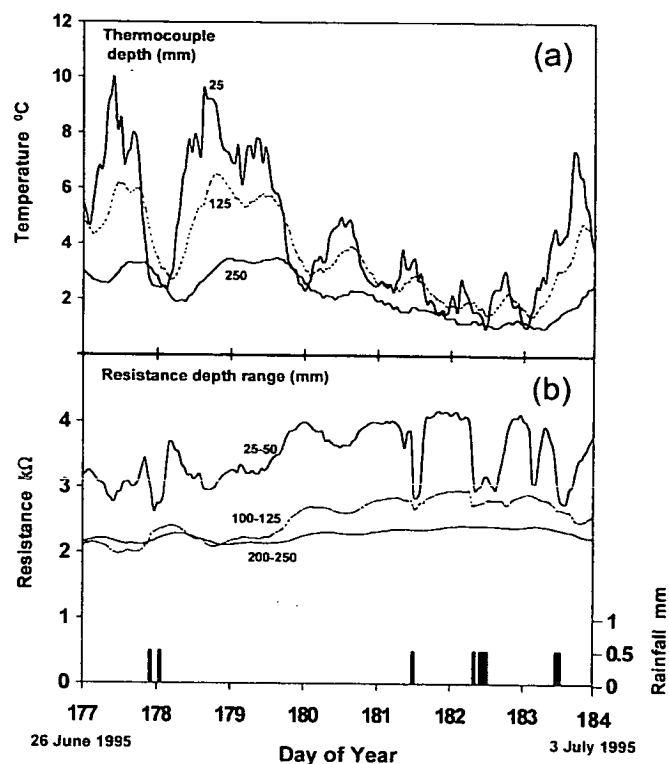 12
10
8
6
4
2
Temperature ºC
Thermocouple
depth (mm)
(a)
25
125
250
Resistance depth range (mm)
(b)
4
3
2
1
0
Resistance kΩ
25-50
100-125
200-250
1
0.5
0
Rainfall mm
177
178
179
180
181
182
183
184
26 June 1995
Day of Year
3 July 1995